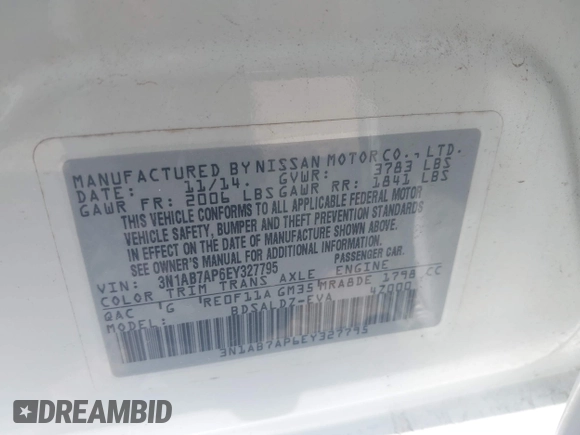 MANUFACTURED BY NISSAN MOTOR CO., LTD.
DATE: 11/14. GVWR: 3783 LBS
GAWR FR: 2006 LBS GAWR RR: 1841 LBS
THIS VEHICLE CONFORMS TO ALL APPLICABLE FEDERAL MOTOR
VEHICLE SAFETY, BUMPER AND THEFT PREVENTION STANDARDS
IN EFFECT ON THE DATE OF MANUFACTURE SHOWN ABOVE.
SEE OWNER'S MANUAL FOR ADDITIONAL INFORMATION.
VIN: 3N1AB7AP6EY327795 PASSENGER CAR.
COLOR TRIM TRANS AXLE ENGINE
QAC G RE0F11A GM35 MRA8DE 1798 CC
MODEL: BDSALDZ-EVA 42000
3N1AB7AP6EY327795
DREAMBID